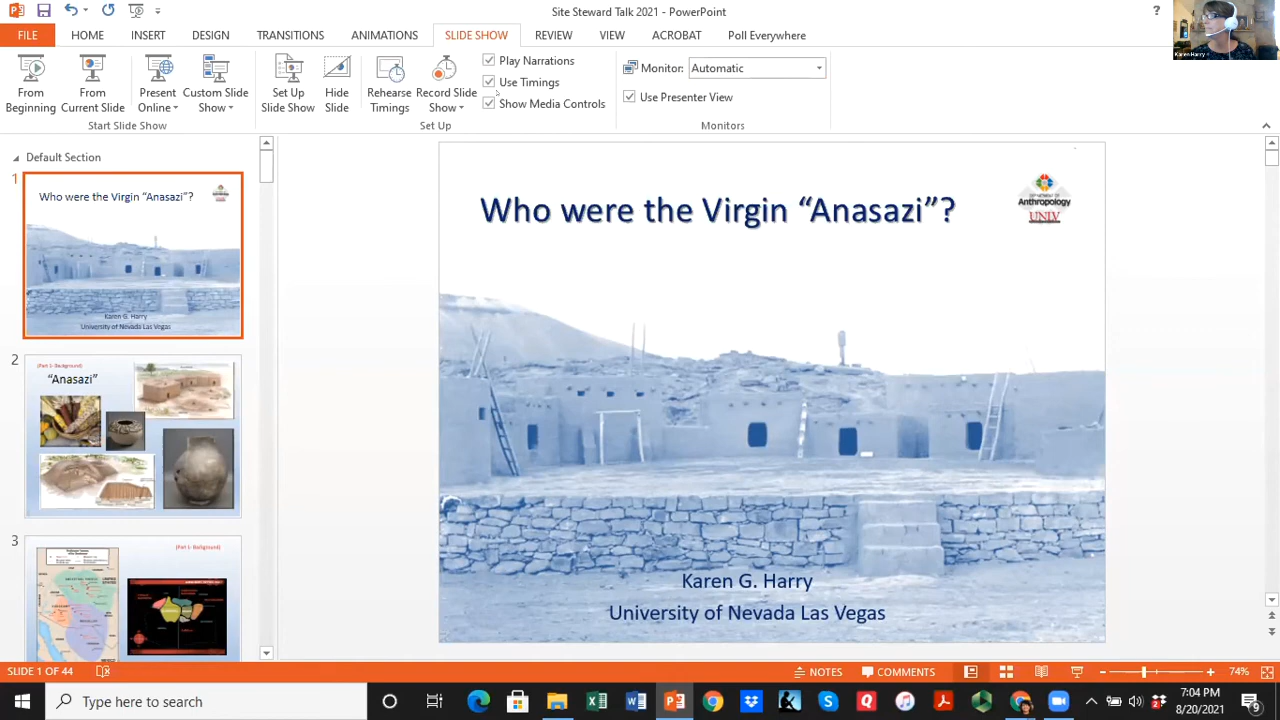 Site Steward Talk 2021 - PowerPoint
?
Karen Harry
FILE
HOME
INSERT
DESIGN
TRANSITIONS
ANIMATIONS
SLIDE SHOW
REVIEW
VIEW
ACROBAT
Poll Everywhere
From Beginning
From Current Slide
Present Online
Custom Slide Show
Start Slide Show
Set Up Slide Show
Hide Slide
Rehearse Timings
Record Slide Show
Play Narrations
Use Timings
Show Media Controls
Set Up
Monitor: Automatic
Use Presenter View
Monitors
Default Section
1
Who were the Virgin “Anasazi”?
Karen G. Harry
University of Nevada Las Vegas
2
(Part 1- Background)
“Anasazi”
3
(Part I- Background)
Who were the Virgin “Anasazi”?
DEPARTMENT OF
Anthropology
UNLV
Karen G. Harry
University of Nevada Las Vegas
SLIDE 1 OF 44
NOTES
COMMENTS
74%
Type here to search
2
7:04 PM
8/20/2021
9